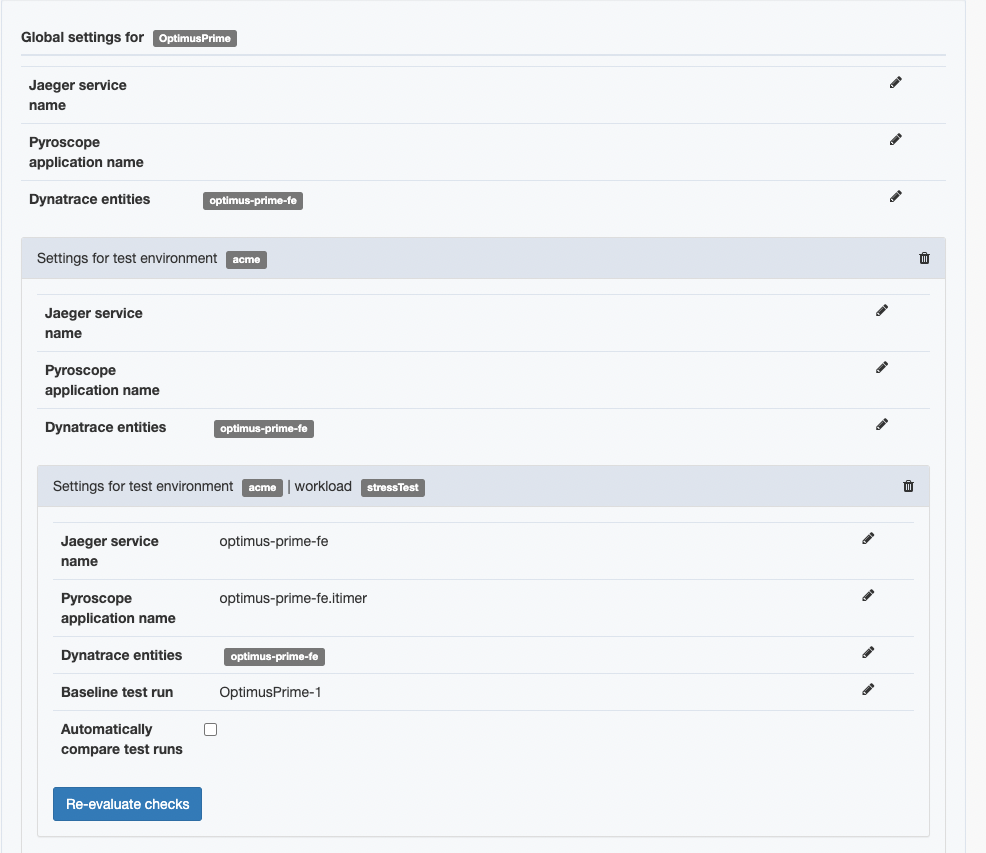 Global settings for OptimusPrime
Jaeger service
name
Pyroscope
application name
Dynatrace entities optimus-prime-fe
Settings for test environment acme
Jaeger service
name
Pyroscope
application name
Dynatrace entities optimus-prime-fe
Settings for test environment acme | workload stressTest
Jaeger service optimus-prime-fe
name
Pyroscope optimus-prime-fe.itimer
application name
Dynatrace entities optimus-prime-fe
Baseline test run OptimusPrime-1
Automatically
compare test runs
Re-evaluate checks